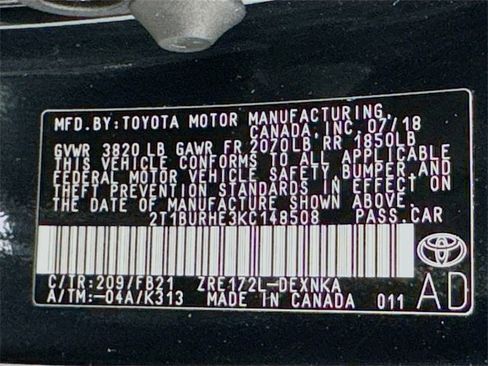 MFD. BY: TOYOTA MOTOR MANUFACTURING,
CANADA, INC. 07/18
GVWR 3820 LB GAWR FR 2070LB, RR 1850LB
THIS VEHICLE CONFORMS TO ALL APPLICABLE
FEDERAL MOTOR VEHICLE SAFETY, BUMPER, AND
THEFT PREVENTION STANDARDS IN EFFECT ON
THE DATE OF MANUFACTURE SHOWN ABOVE.
2T1BURHE3KC148508 PASS. CAR
C/TR: 209/FB21 ZRE172L-DEXNKA
A/TM: -04A/K313 MADE IN CANADA 011
AD